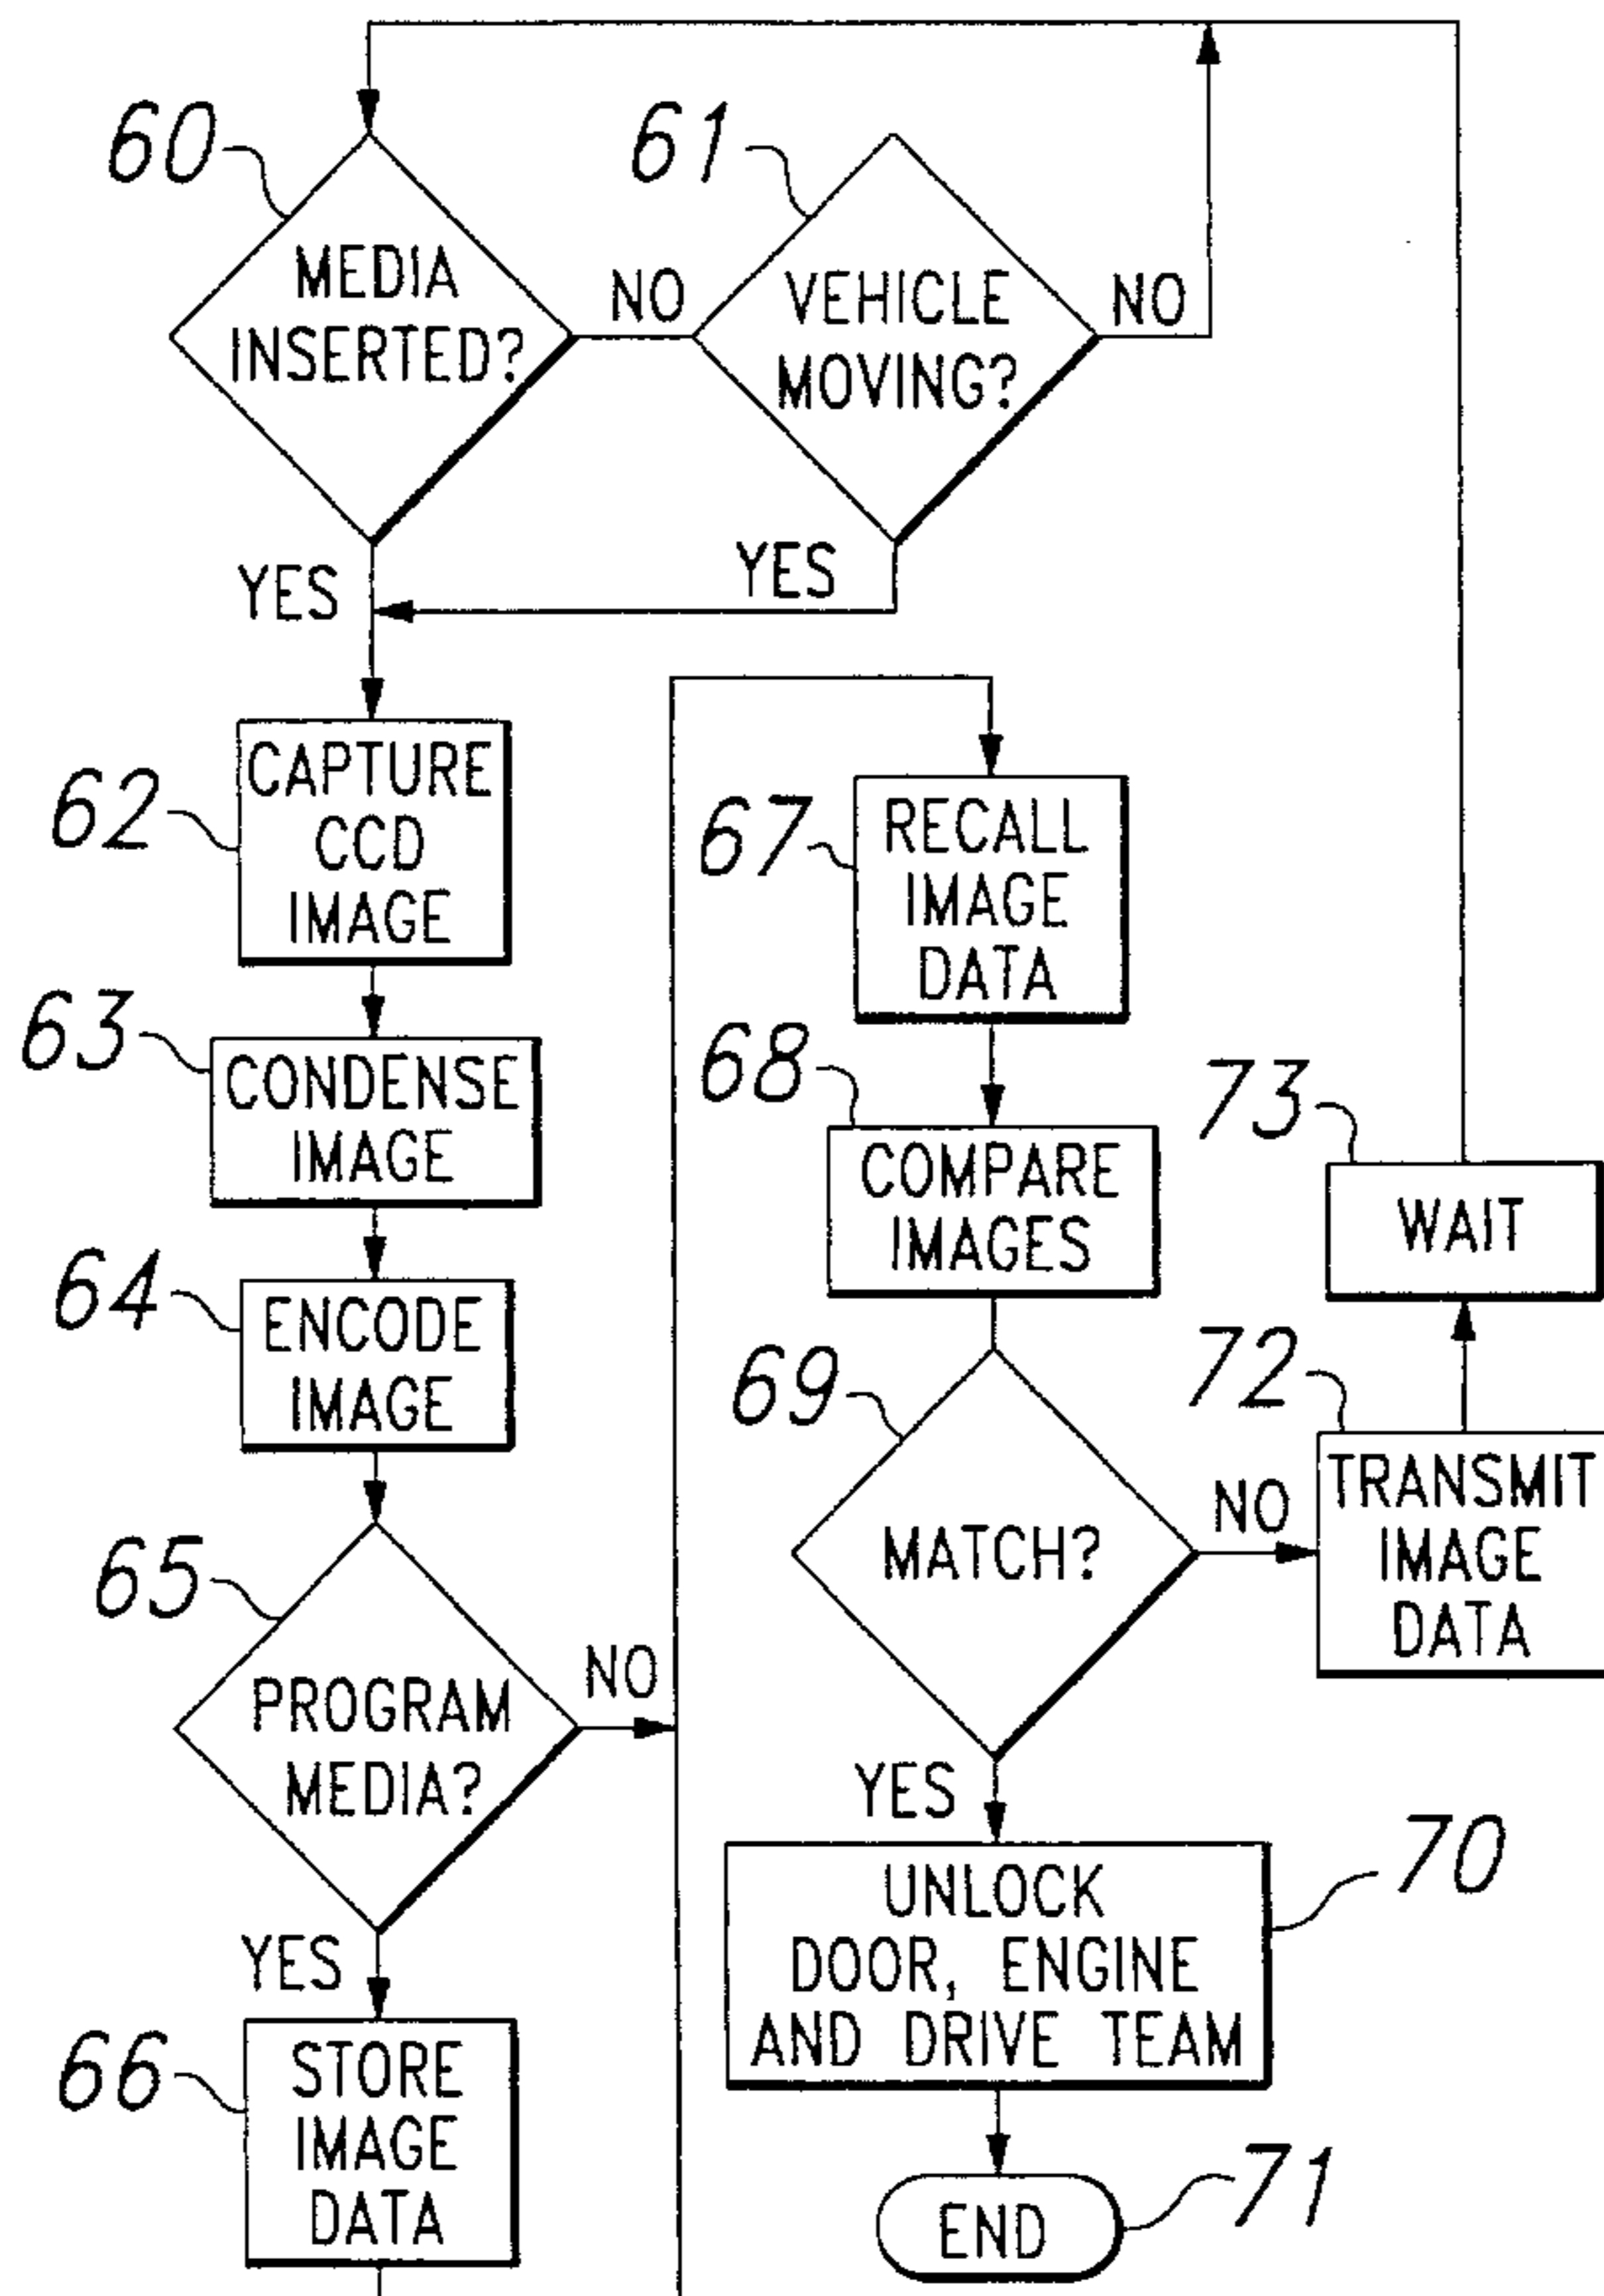 60
MEDIA
INSERTED?
NO
61
VEHICLE
MOVING?
NO
YES
YES
62
CAPTURE
CCD
IMAGE
63
CONDENSE
IMAGE
64
ENCODE
IMAGE
65
PROGRAM
MEDIA?
NO
YES
66
STORE
IMAGE
DATA
67
RECALL
IMAGE
DATA
68
COMPARE
IMAGES
69
MATCH?
NO
YES
70
UNLOCK
DOOR, ENGINE
AND DRIVE TEAM
71
END
72
TRANSMIT
IMAGE
DATA
73
WAIT